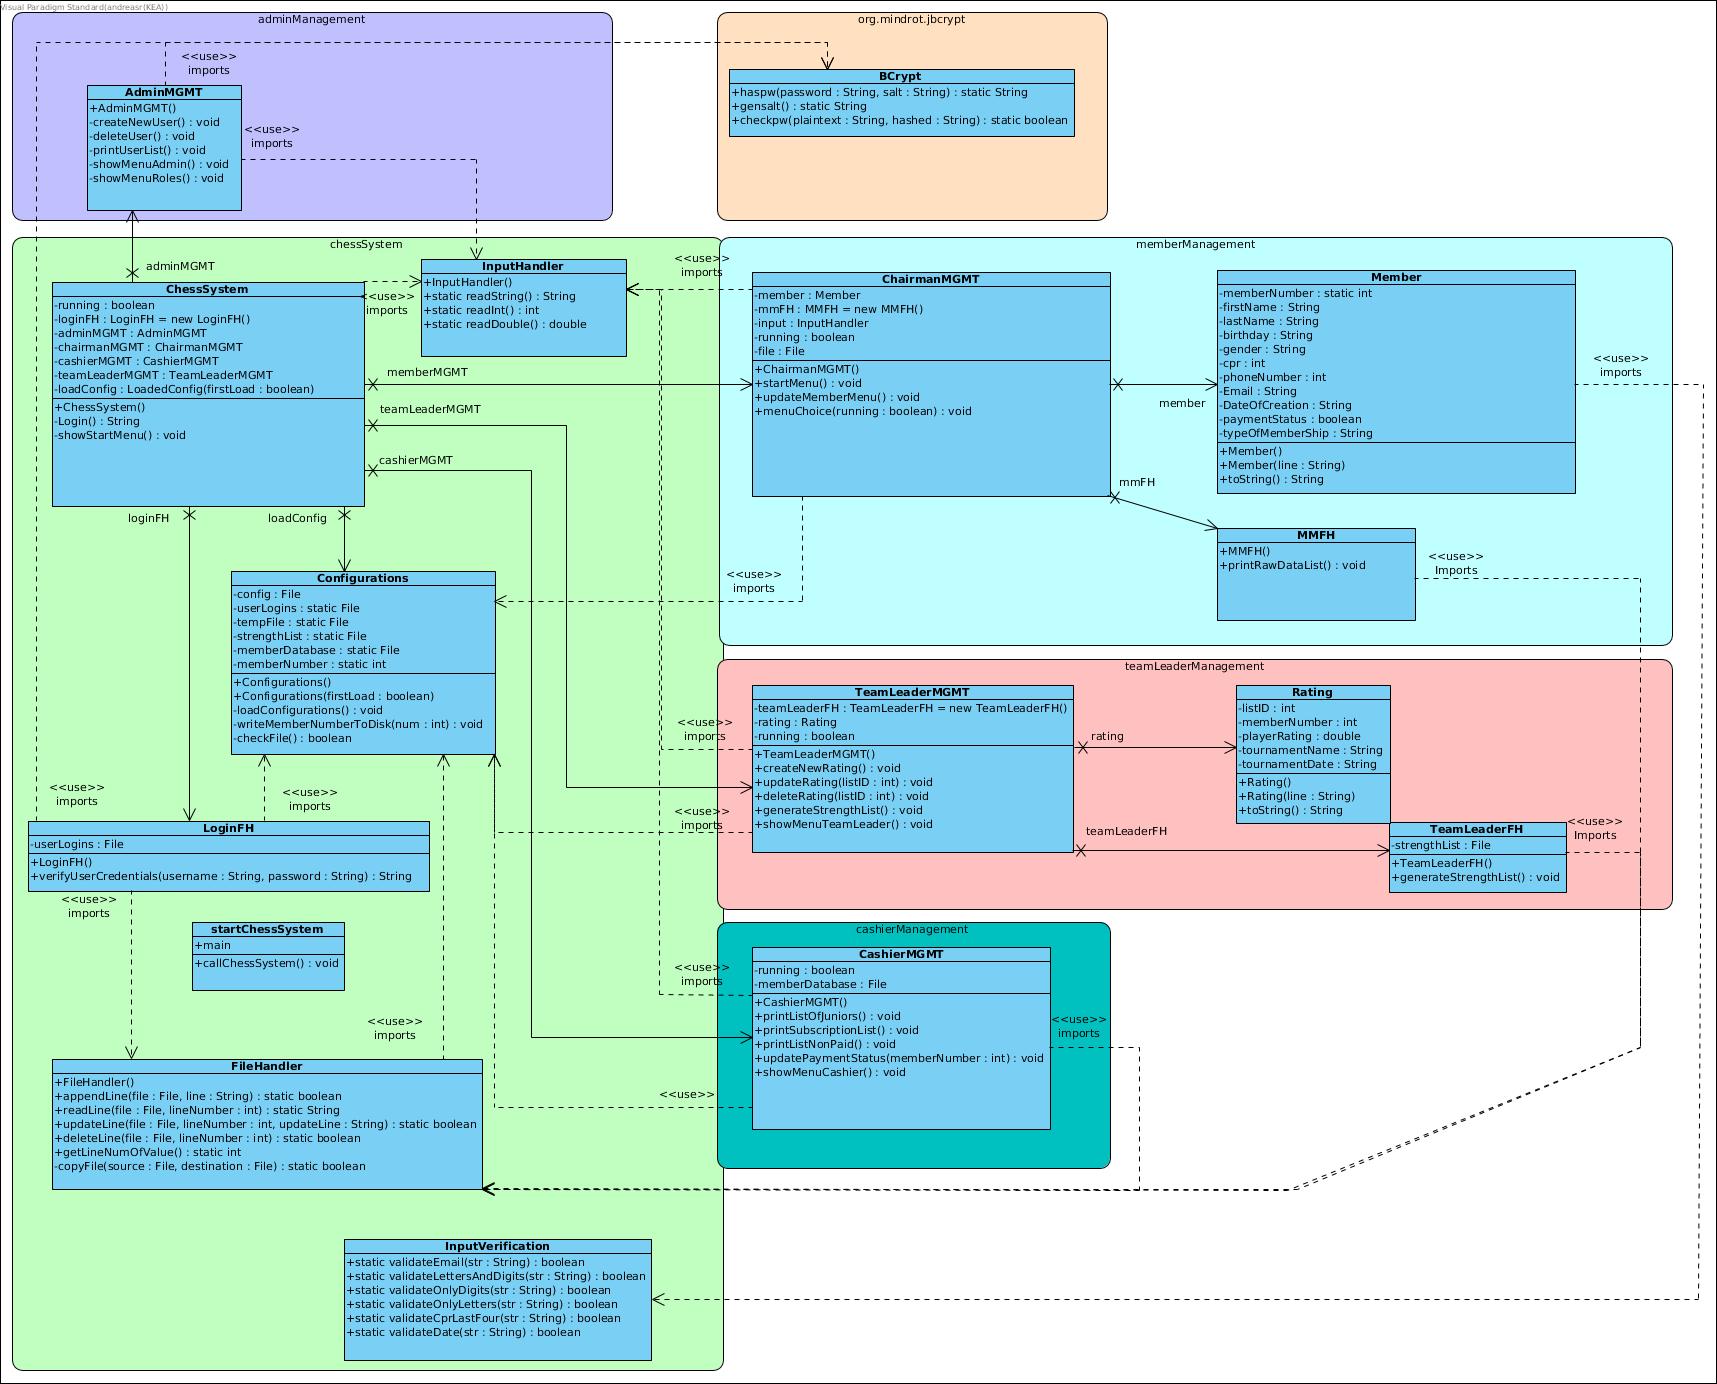 Visual Paradigm Standard(andreasr(KEA))
adminManagement
<<use>>
imports
AdminMGMT
+AdminMGMT()
-createNewUser() : void
-deleteUser() : void
-printUserList() : void
-showMenuAdmin() : void
-showMenuRoles() : void
<<use>>
imports
org.mindrot.jbcrypt
BCrypt
+haspw(password : String, salt : String) : static String
+gensalt() : static String
+checkpw(plaintext : String, hashed : String) : static boolean
chessSystem
adminMGMT
ChessSystem
-running : boolean
-loginFH : LoginFH = new LoginFH()
-adminMGMT : AdminMGMT
-chairmanMGMT : ChairmanMGMT
-cashierMGMT : CashierMGMT
-teamLeaderMGMT : TeamLeaderMGMT
-loadConfig : LoadedConfig(firstLoad : boolean)
+ChessSystem()
-Login() : String
-showStartMenu() : void
<<use>>
imports
InputHandler
+InputHandler()
+static readString() : String
+static readInt() : int
+static readDouble() : double
memberMGMT
teamLeaderMGMT
cashierMGMT
loginFH
loadConfig
Configurations
-config : File
-userLogins : static File
-tempFile : static File
-strengthList : static File
-memberDatabase : static File
-memberNumber : static int
+Configurations()
+Configurations(firstLoad : boolean)
-loadConfigurations() : void
-writeMemberNumberToDisk(num : int) : void
-checkFile() : boolean
<<use>>
imports
<<use>>
imports
LoginFH
-userLogins : File
+LoginFH()
+verifyUserCredentials(username : String, password : String) : String
<<use>>
imports
startChessSystem
+main
+callChessSystem() : void
<<use>>
imports
FileHandler
+FileHandler()
+appendLine(file : File, line : String) : static boolean
+readLine(file : File, lineNumber : int) : static String
+updateLine(file : File, lineNumber : int, updateLine : String) : static boolean
+deleteLine(file : File, lineNumber : int) : static boolean
+getLineNumOfValue() : static int
-copyFile(source : File, destination : File) : static boolean
InputVerification
+static validateEmail(str : String) : boolean
+static validateLettersAndDigits(str : String) : boolean
+static validateOnlyDigits(str : String) : boolean
+static validateOnlyLetters(str : String) : boolean
+static validateCprLastFour(str : String) : boolean
+static validateDate(str : String) : boolean
memberManagement
<<use>>
imports
ChairmanMGMT
-member : Member
-mmFH : MMFH = new MMFH()
-input : InputHandler
-running : boolean
-file : File
+ChairmanMGMT()
+startMenu() : void
+updateMemberMenu() : void
+menuChoice(running : boolean) : void
<<use>>
imports
member
mmFH
Member
-memberNumber : static int
-firstName : String
-lastName : String
-birthday : String
-gender : String
-cpr : int
-phoneNumber : int
-Email : String
-DateOfCreation : String
-paymentStatus : boolean
-typeOfMemberShip : String
+Member()
+Member(line : String)
+toString() : String
<<use>>
imports
MMFH
+MMFH()
+printRawDataList() : void
<<use>>
Imports
teamLeaderManagement
<<use>>
imports
<<use>>
imports
TeamLeaderMGMT
-teamLeaderFH : TeamLeaderFH = new TeamLeaderFH()
-rating : Rating
-running : boolean
+TeamLeaderMGMT()
+createNewRating() : void
+updateRating(listID : int) : void
+deleteRating(listID : int) : void
+generateStrengthList() : void
+showMenuTeamLeader() : void
rating
teamLeaderFH
Rating
-listID : int
-memberNumber : int
-playerRating : double
-tournamentName : String
-tournamentDate : String
+Rating()
+Rating(line : String)
+toString() : String
TeamLeaderFH
-strengthList : File
+TeamLeaderFH()
+generateStrengthList() : void
<<use>>
Imports
cashierManagement
<<use>>
imports
CashierMGMT
-running : boolean
-memberDatabase : File
+CashierMGMT()
+printListOfJuniors() : void
+printSubscriptionList() : void
+printListNonPaid() : void
+updatePaymentStatus(memberNumber : int) : void
+showMenuCashier() : void
<<use>>
imports
<<use>>